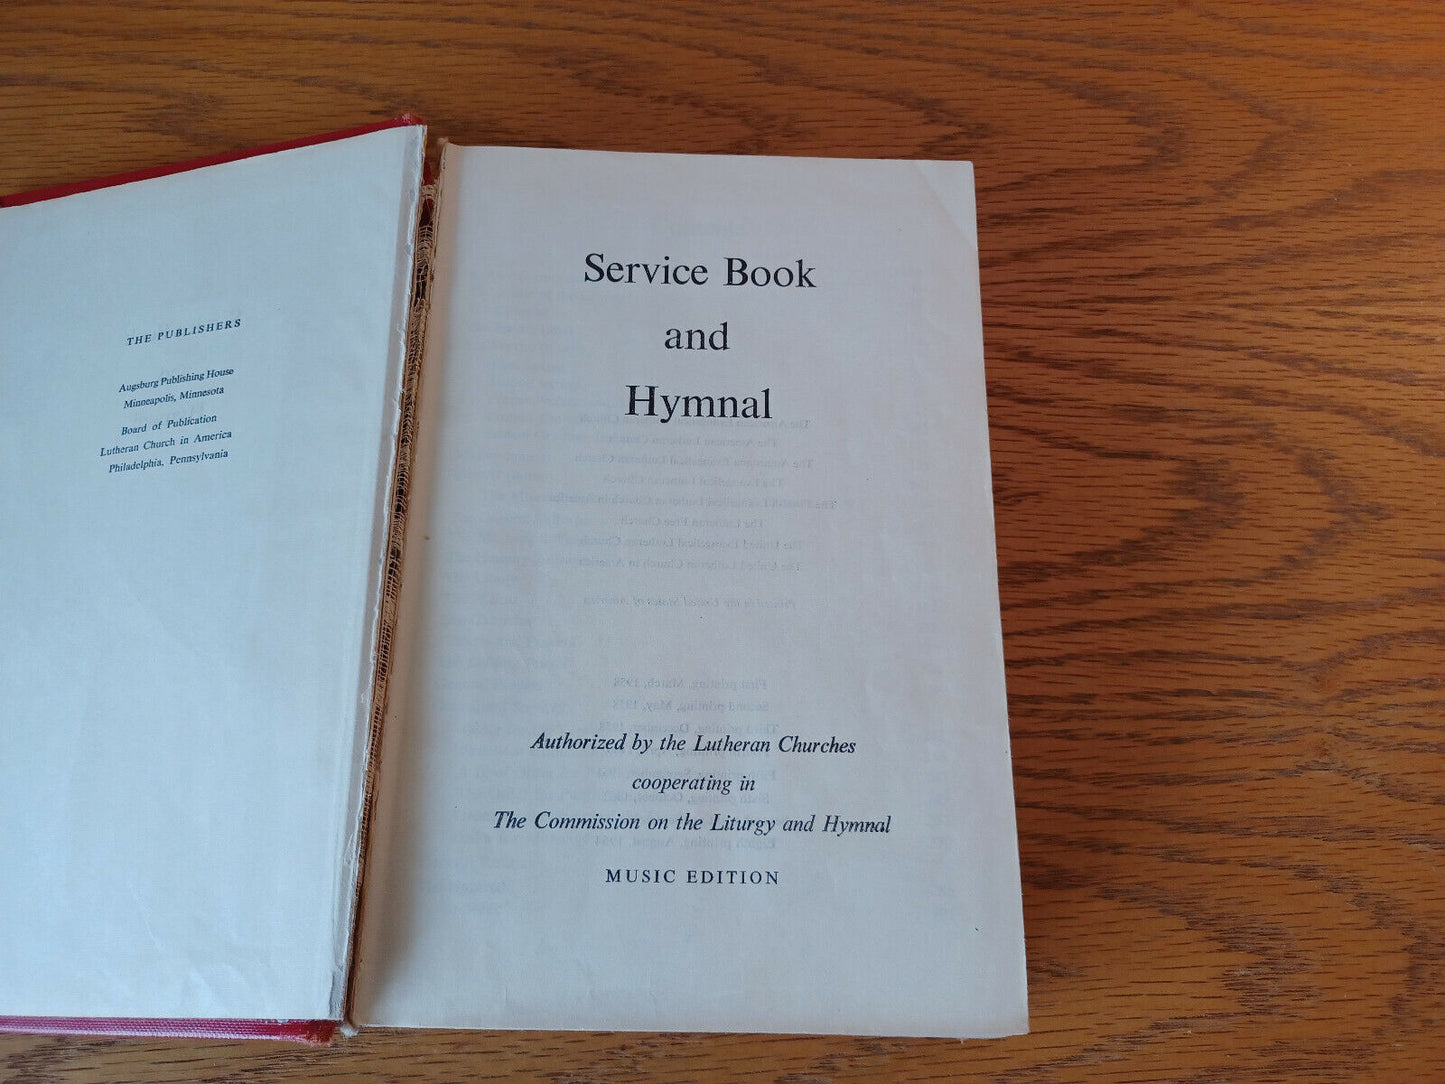 THE PUBLISHERS
Augsburg Publishing House
Minneapolis, Minnesota
Board of Publication
Lutheran Church in America
Philadelphia, Pennsylvania
Service Book
and
Hymnal
Authorized by the Lutheran Churches
cooperating in
The Commission on the Liturgy and Hymnal
MUSIC EDITION